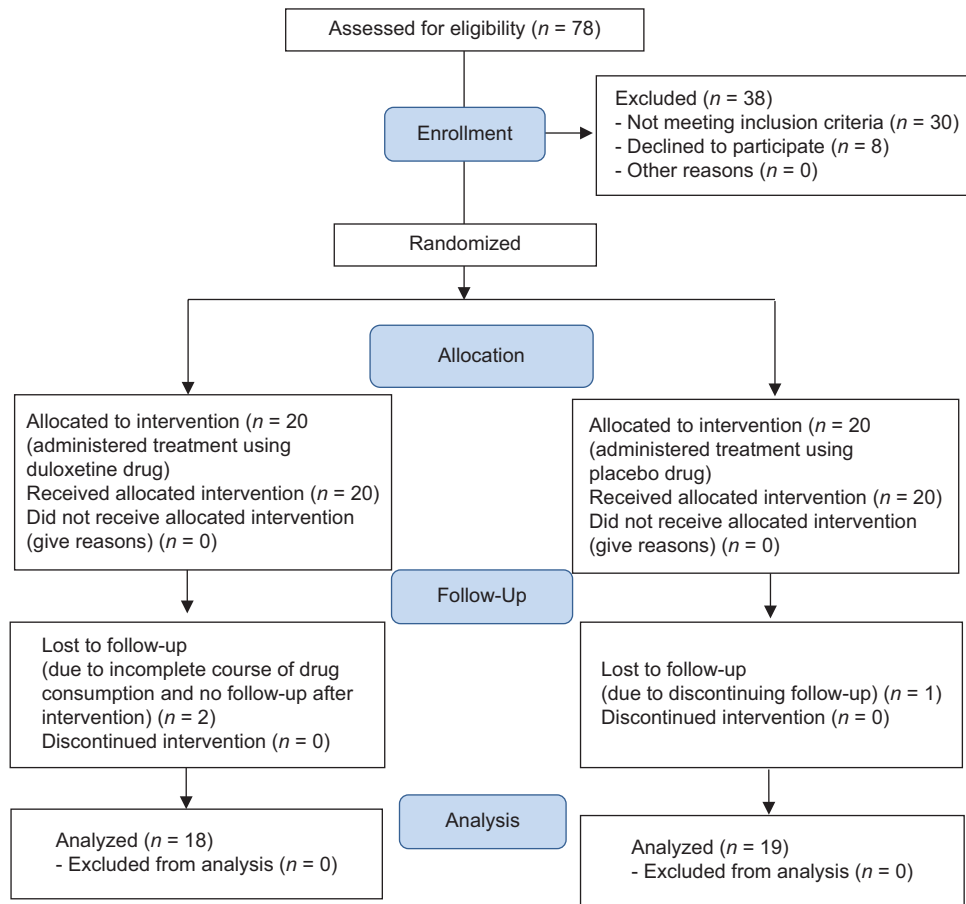 Assessed for eligibility (n = 78)
Enrollment
Excluded (n = 38)
- Not meeting inclusion criteria (n = 30)
- Declined to participate (n = 8)
- Other reasons (n = 0)
Randomized
Allocation
Allocated to intervention (n = 20
(administered treatment using
duloxetine drug)
Received allocated intervention (n = 20)
Did not receive allocated intervention
(give reasons) (n = 0)
Allocated to intervention (n = 20
(administered treatment using
placebo drug)
Received allocated intervention (n = 20)
Did not receive allocated intervention
(give reasons) (n = 0)
Follow-Up
Lost to follow-up
(due to incomplete course of drug
consumption and no follow-up after
intervention) (n = 2)
Discontinued intervention (n = 0)
Lost to follow-up
(due to discontinuing follow-up) (n = 1)
Discontinued intervention (n = 0)
Analysis
Analyzed (n = 18)
- Excluded from analysis (n = 0)
Analyzed (n = 19)
- Excluded from analysis (n = 0)